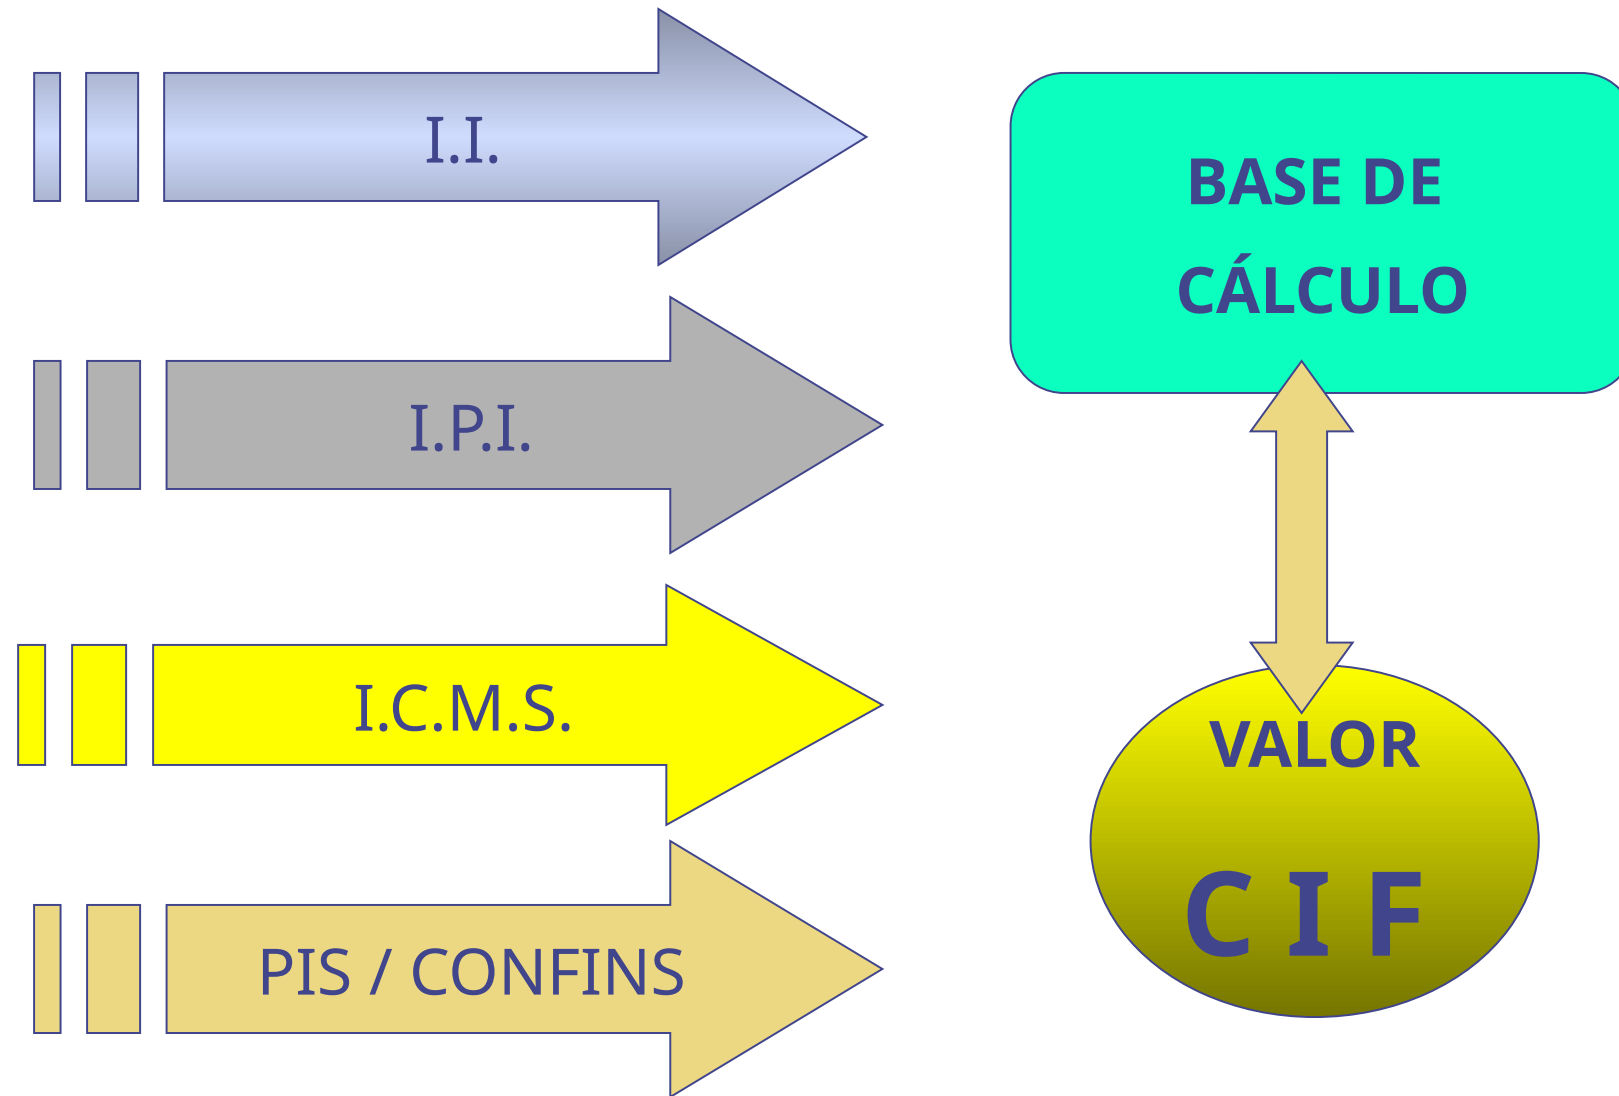 I.I.
I.P.I.
I.C.M.S.
PIS / CONFINS
BASE DE
CÁLCULO
VALOR
C I F